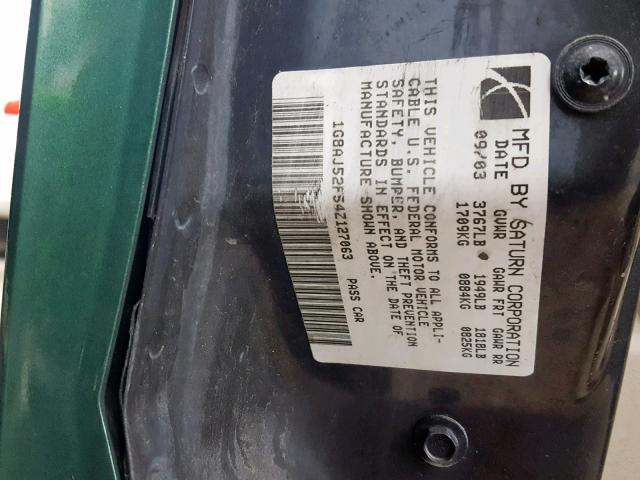 MFD. BY SATURN CORPORATION
DATE GVWR GAWR FRT GAWR RR
09/03 3767LB 1949LB 1818LB
1709KG 0884KG 0825KG
THIS VEHICLE CONFORMS TO ALL APPLI-
CABLE U.S. FEDERAL MOTOR VEHICLE
SAFETY, BUMPER, AND THEFT PREVENTION
STANDARDS IN EFFECT ON THE DATE OF
MANUFACTURE SHOWN ABOVE.
1G8AJ52F54Z127063 PASS CAR